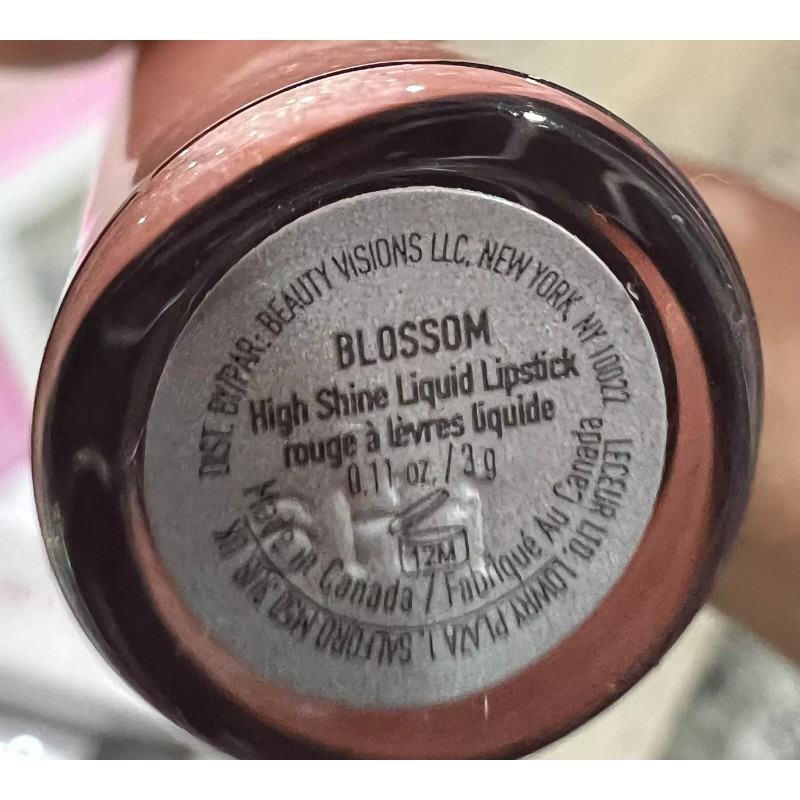 DIST. BY/PAR: BEAUTY VISIONS LLC, NEW YORK, NY 10022
BLOSSOM
High Shine Liquid Lipstick
rouge à lèvres liquide
0.11 oz. / 3 g
12M
Made in Canada / Fabriqué Au Canada
LECEUR LTD, LOWRY PLAZA 1, SALFORD M50 3UB UK